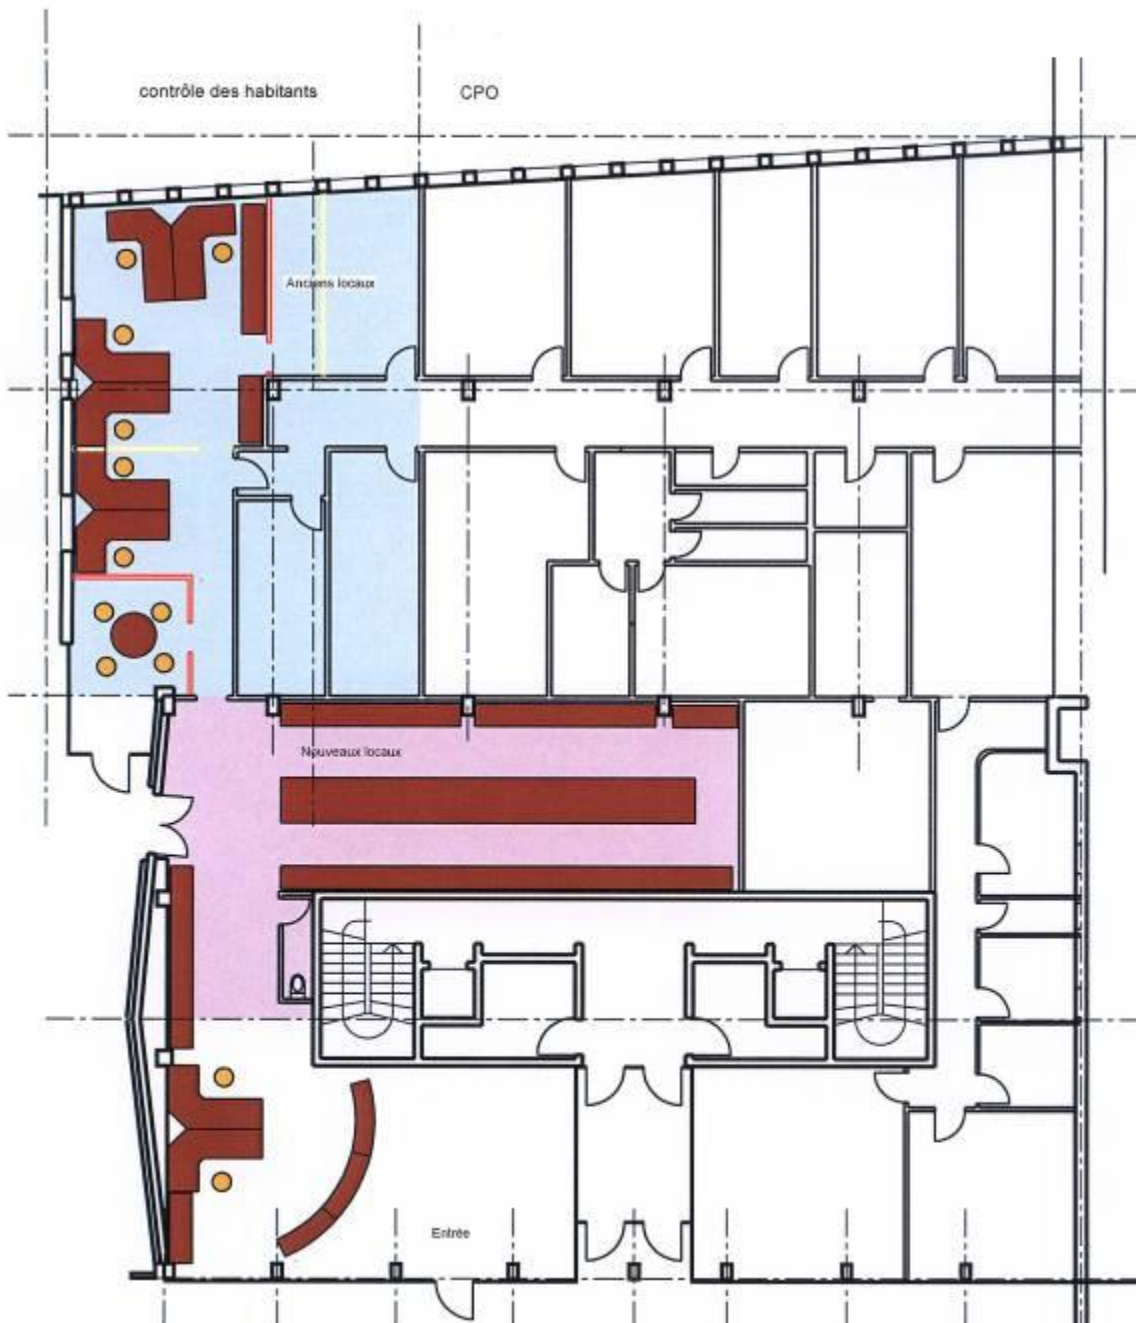 contrôle des habitants
CPO
Anciens locaux
Nouveaux locaux
Entrée